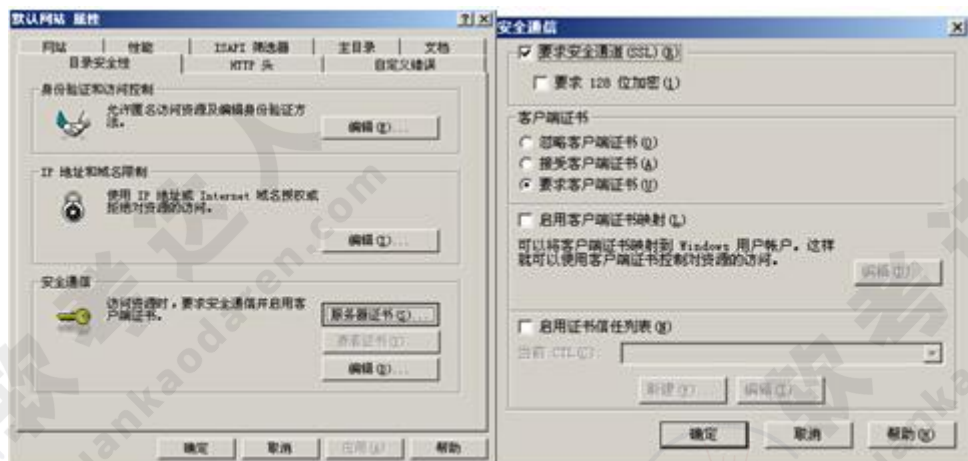 默认网站 属性
网站 性能 ISAPI 筛选器 主目录 文档
目录安全性 HTTP 头 自定义错误
身份验证和访问控制
允许匿名访问资源及编辑身份验证方
法。
编辑(E)...
IP 地址和域名限制
使用 IP 地址或 Internet 域名授权或
拒绝对资源的访问。
编辑(I)...
安全通信
访问资源时，要求安全通信并启用客
户端证书。
服务器证书(S)...
查看证书(V)...
编辑(D)...
确定 取消 应用(A) 帮助
安全通信
要求安全通道(SSL)(R)
要求 128 位加密(1)
客户端证书
忽略客户端证书(D)
接受客户端证书(A)
要求客户端证书(U)
启用客户端证书映射(L)
可以将客户端证书映射到 Windows 用户帐户。这样
就可以使用客户端证书控制对资源的访问。
编辑(D)...
启用证书信任列表(N)
当前 CTL(C):
新建(W)... 编辑(T)...
确定 取消 帮助(H)
软考达人
ruankaodaren.com